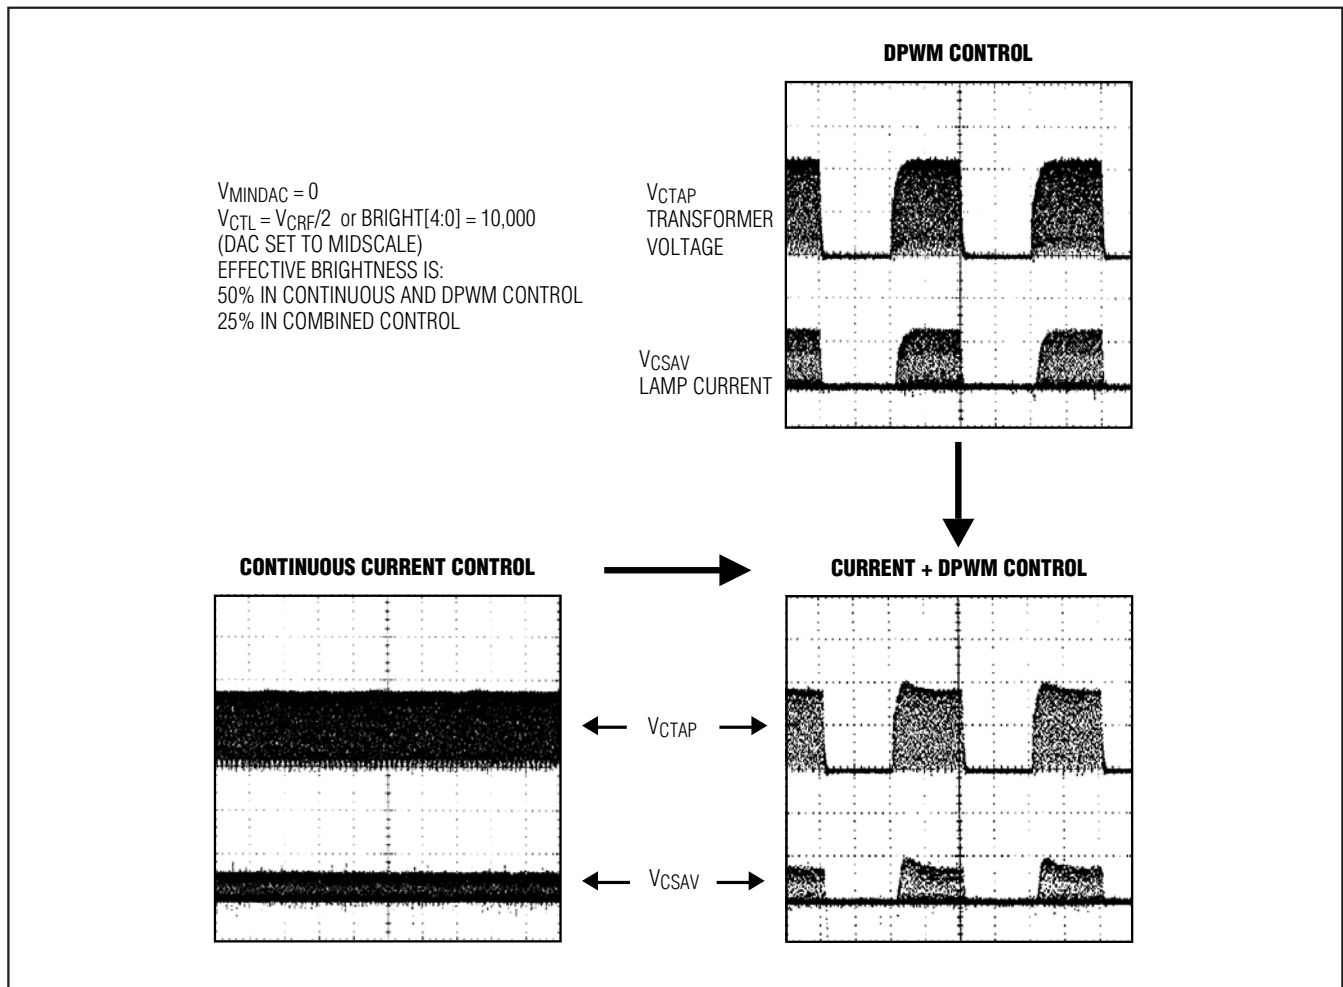 DPWM CONTROL
VMINDAC = 0
VCTL = VCRF/2 or BRIGHT[4:0] = 10,000
(DAC SET TO MIDSCALE)
EFFECTIVE BRIGHTNESS IS:
50% IN CONTINUOUS AND DPWM CONTROL
25% IN COMBINED CONTROL
VCTAP
TRANSFORMER
VOLTAGE
VCSAV
LAMP CURRENT
CONTINUOUS CURRENT CONTROL
CURRENT + DPWM CONTROL
VCTAP
VCSAV